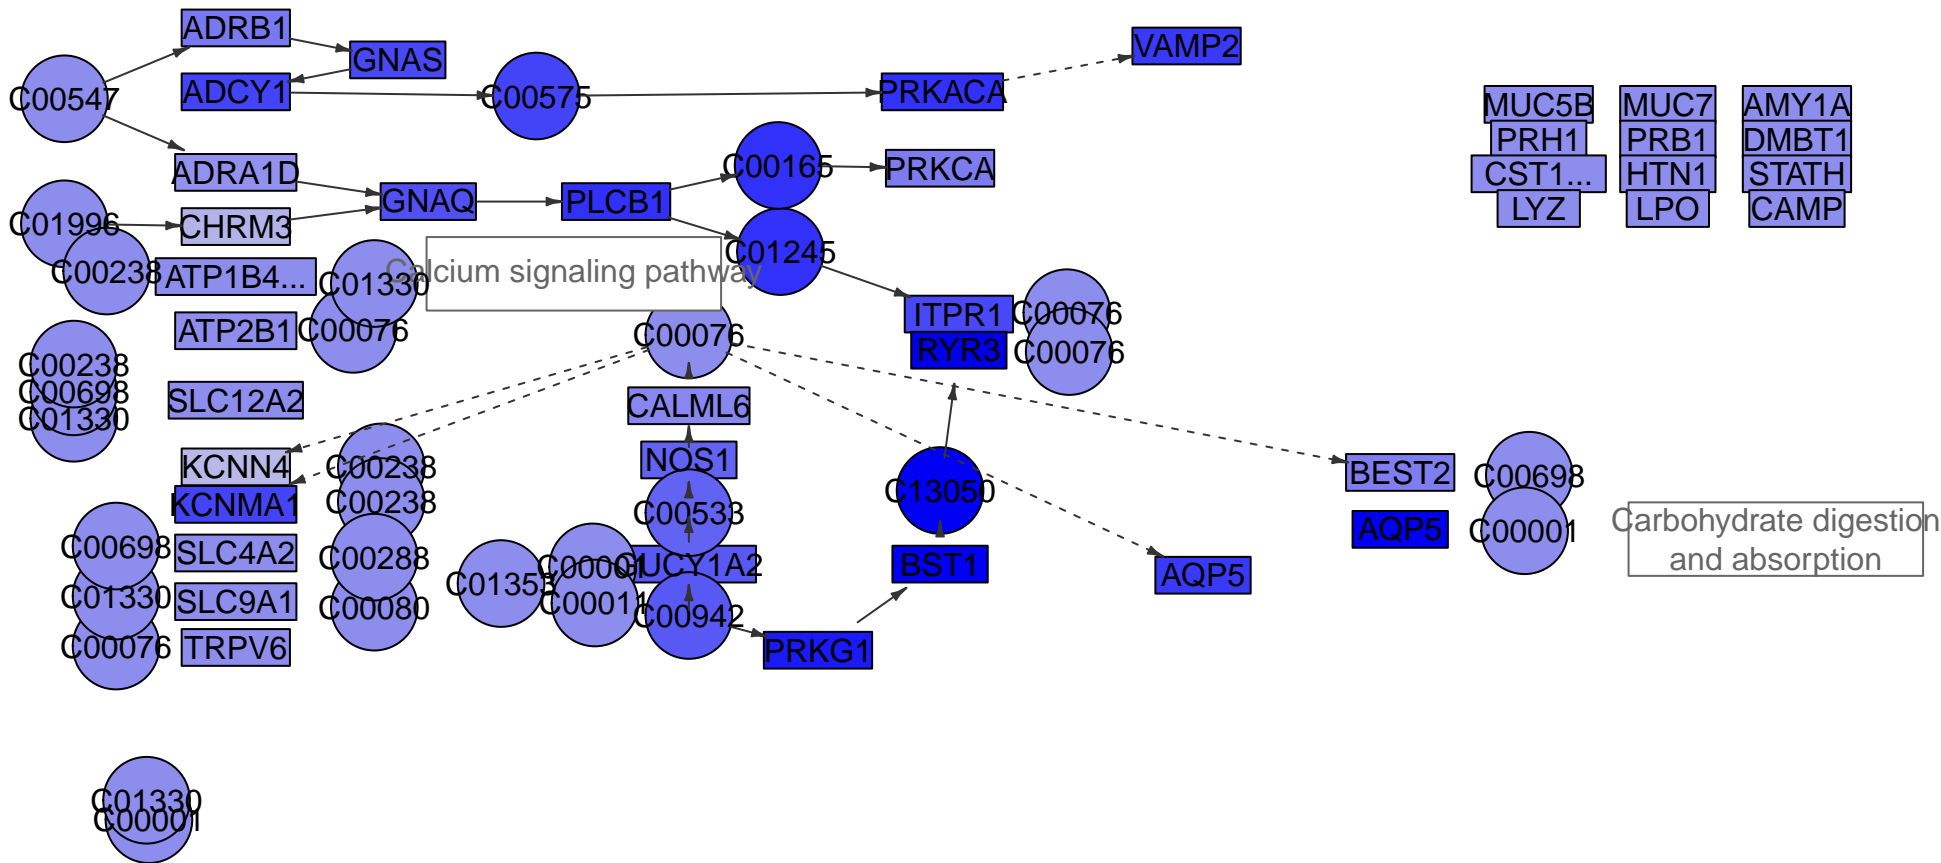 ADRB1
GNAS
VAMP2
C00547
ADCY1
C00575
PRKACA
MUC5B
MUC7
AMY1A
PRH1
PRB1
DMBT1
ADRA1D
C00165
PRKCA
CST1...
HTN1
STATH
GNAQ
PLCB1
LYZ
LPO
CAMP
C01996
CHRM3
C01245
C00238
ATP1B4...
C01330
Calcium signaling pathway
ATP2B1
C00076
C00076
ITPR1
C00076
RYR3
C00076
C00238
C00698
C01330
SLC12A2
CALML6
KCNN4
C00238
NOS1
BEST2
C00698
KCNMA1
C00238
C00533
C13050
AQP5
C00001
Carbohydrate digestion
and absorption
C00698
SLC4A2
C00288
C01353
C00001
GUCY1A2
BST1
AQP5
C01330
SLC9A1
C00080
C00011
C00942
C00076
TRPV6
PRKG1
C01330
C00001